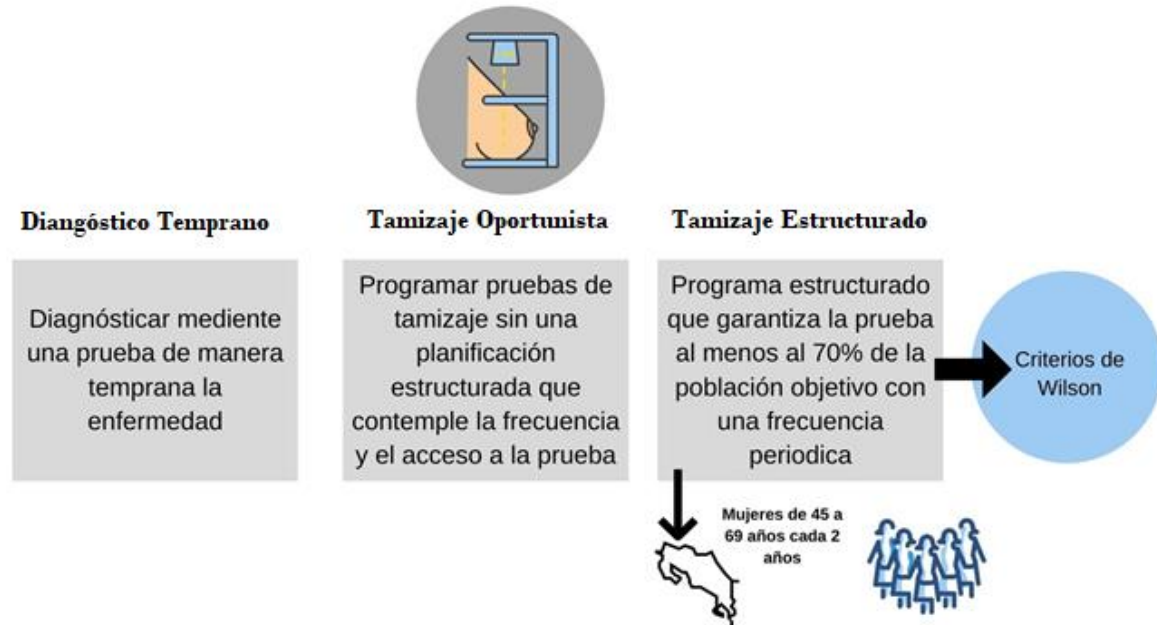 Diangóstico Temprano
Diagnósticar mediente
una prueba de manera
temprana la
enfermedad
Tamizaje Oportunista
Programar pruebas de
tamizaje sin una
planificación
estructurada que
contemple la frecuencia
y el acceso a la prueba
Tamizaje Estructurado
Programa estructurado
que garantiza la prueba
al menos al 70% de la
población objetivo con
una frecuencia
periodica
Criterios de
Wilson
Mujeres de 45 a
69 años cada 2
años